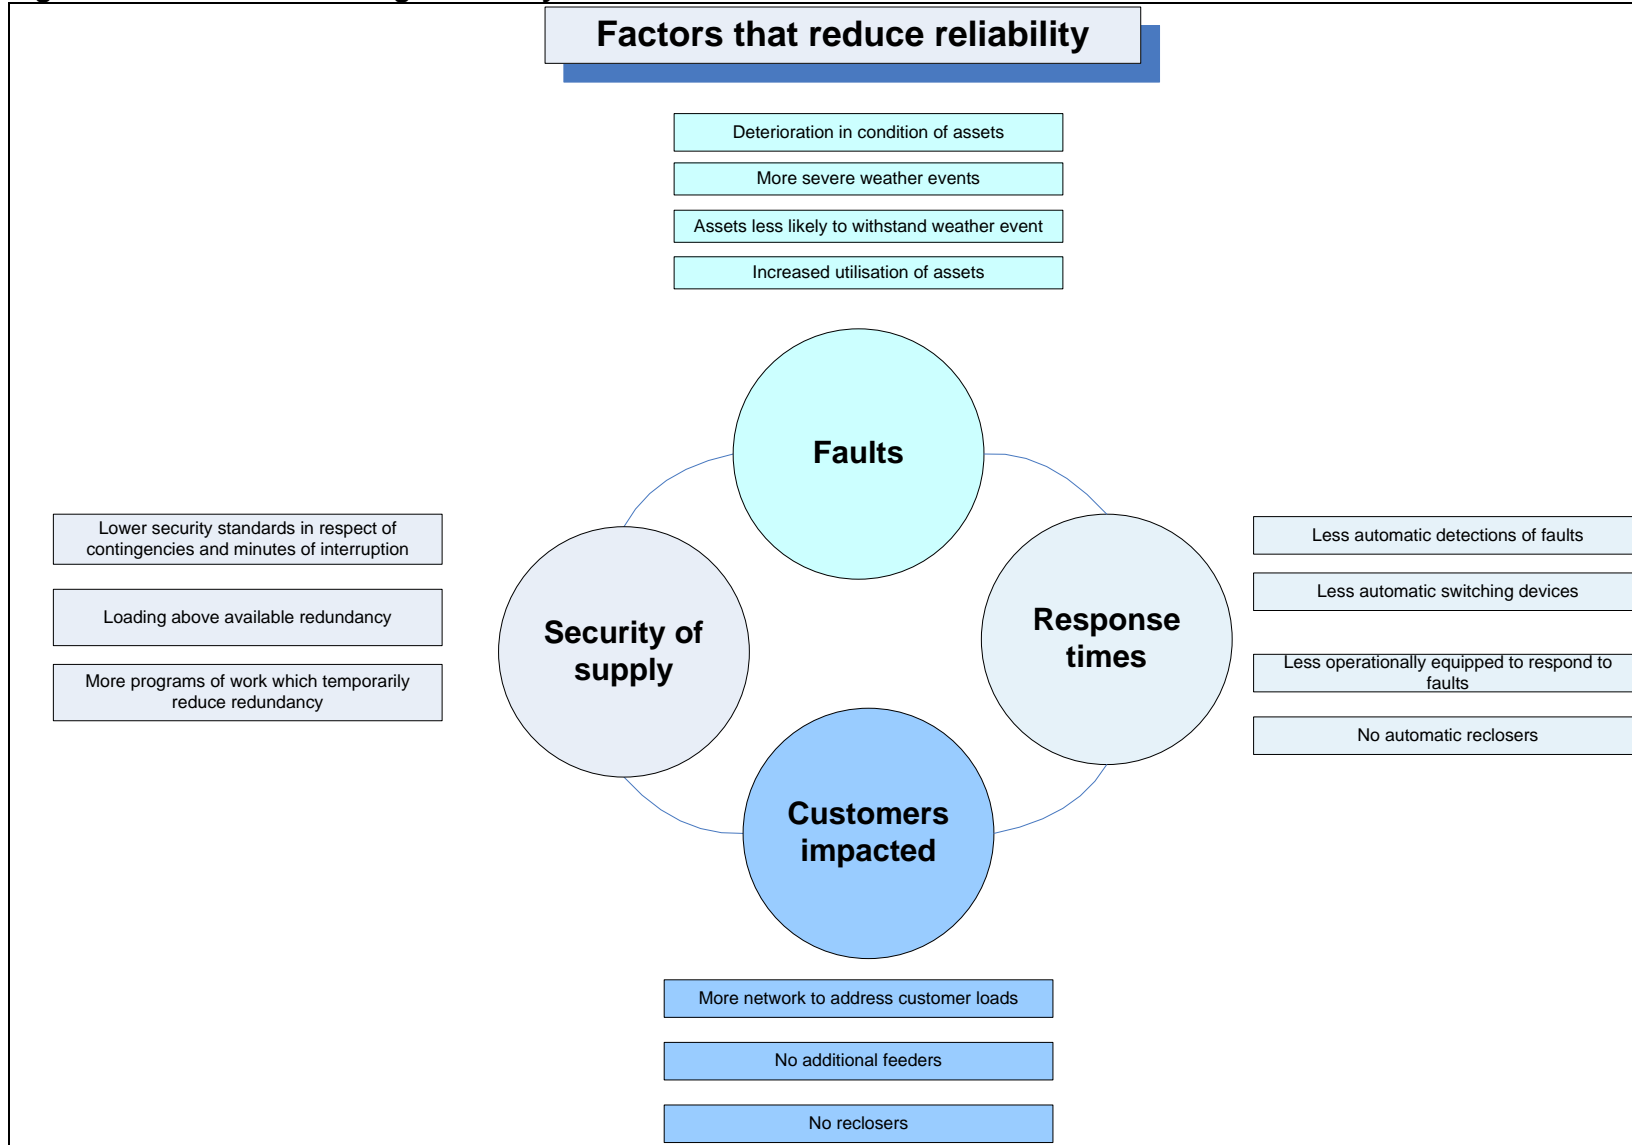 Factors that reduce reliability
Deterioration in condition of assets
More severe weather events
Assets less likely to withstand weather event
Increased utilisation of assets
Faults
Lower security standards in respect of
contingencies and minutes of interruption
Loading above available redundancy
More programs of work which temporarily
reduce redundancy
Security of
supply
Response
times
Less automatic detections of faults
Less automatic switching devices
Less operationally equipped to respond to
faults
No automatic reclosers
Customers
impacted
More network to address customer loads
No additional feeders
No reclosers